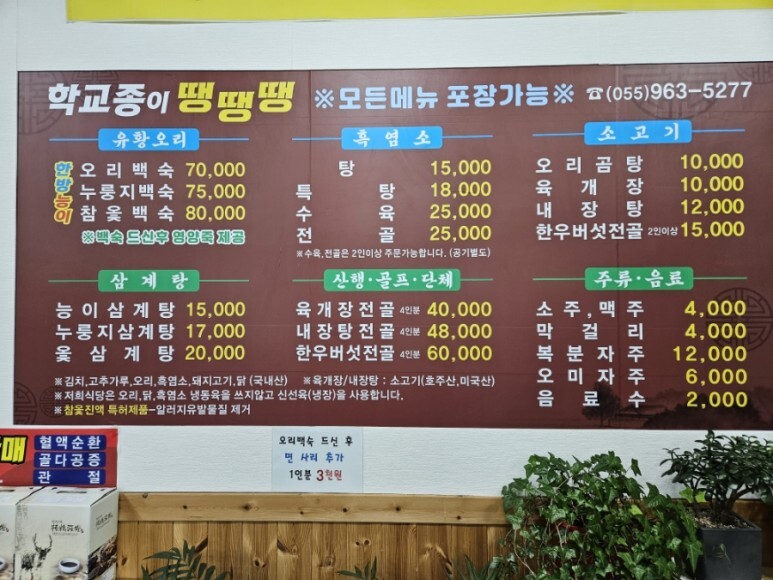 학교종이 땡땡땡 ※모든메뉴 포장가능※ ☎(055)963-5277
유황오리
한방능이
오리백숙 70,000
누룽지백숙 75,000
참옻백숙 80,000
※백숙 드신후 영양죽 제공
흑염소
탕 15,000
특탕 18,000
수육 25,000
전골 25,000
※수육,전골은 2인이상 주문가능합니다. (공기별도)
소고기
오리곰탕 10,000
육개장 10,000
내장탕 12,000
한우버섯전골 2인이상 15,000
삼계탕
능이삼계탕 15,000
누룽지삼계탕 17,000
옻삼계탕 20,000
산행·골프·단체
육개장전골 4인분 40,000
내장탕전골 4인분 48,000
한우버섯전골 4인분 60,000
주류·음료
소주,맥주 4,000
막걸리 4,000
복분자주 12,000
오미자주 6,000
음료수 2,000
※김치,고추가루,오리,흑염소,돼지고기,닭 (국내산) ※육개장/내장탕 : 소고기(호주산,미국산)
※저희식당은 오리,닭,흑염소 냉동육을 쓰지않고 신선육(냉장)을 사용합니다.
※참옻진액 특허제품-알러지유발물질 제거
매
혈액순환
골다공증
관절
오리백숙 드신 후
면 사리 추가
1인분 3천원